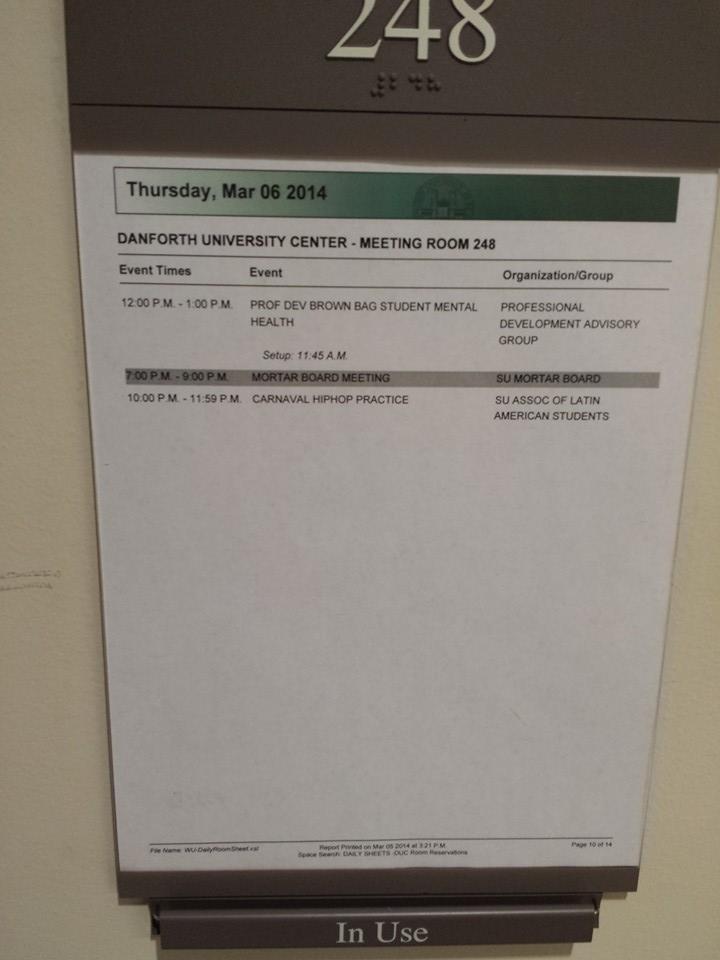 248
Thursday, Mar 06 2014
DANFORTH UNIVERSITY CENTER - MEETING ROOM 248
Event Times Event Organization/Group
12:00 P.M. - 1:00 P.M. PROF DEV BROWN BAG STUDENT MENTAL PROFESSIONAL
HEALTH DEVELOPMENT ADVISORY
GROUP
Setup: 11:45 A.M.
7:00 P.M. - 9:00 P.M. MORTAR BOARD MEETING SU MORTAR BOARD
10:00 P.M. - 11:59 P.M. CARNAVAL HIPHOP PRACTICE SU ASSOC OF LATIN
AMERICAN STUDENTS
File Name: WU-DailyRoomSheet.xsl Report Printed on Mar 05 2014 at 3:21 P.M. Page 10 of 14
Space Search: DAILY SHEETS -DUC Room Reservations
In Use